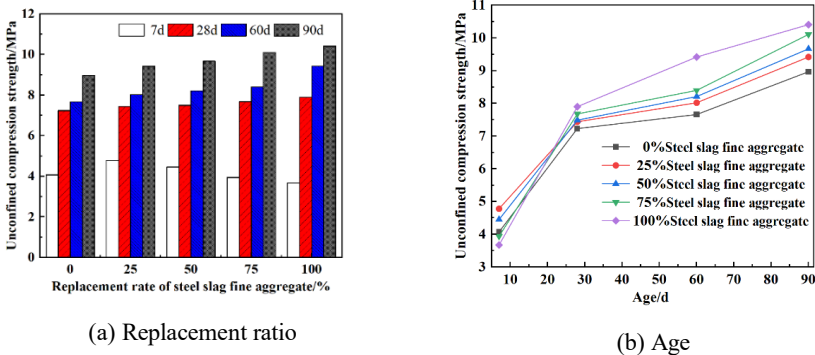 12
10
8
6
4
2
0
Unconfined compression strength/MPa
7d 28d 60d 90d
0 25 50 75 100
Replacement rate of steel slag fine aggregate/%
(a) Replacement ratio
11
10
9
8
7
6
5
4
3
Unconfined compression strength/MPa
0%Steel slag fine aggregate
25%Steel slag fine aggregate
50%Steel slag fine aggregate
75%Steel slag fine aggregate
100%Steel slag fine aggregate
10 20 30 40 50 60 70 80 90
Age/d
(b) Age